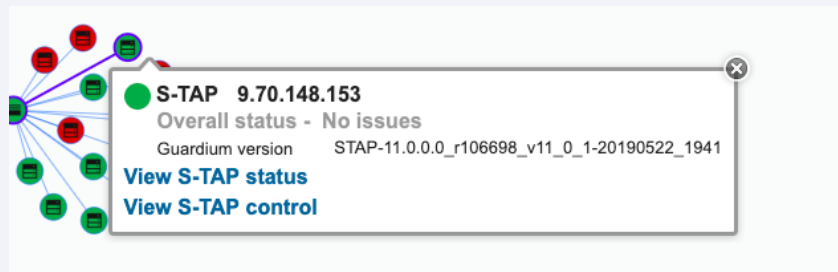 S-TAP 9.70.148.153
Overall status - No issues
Guardium version STAP-11.0.0.0_r106698_v11_0_1-20190522_1941
View S-TAP status
View S-TAP control